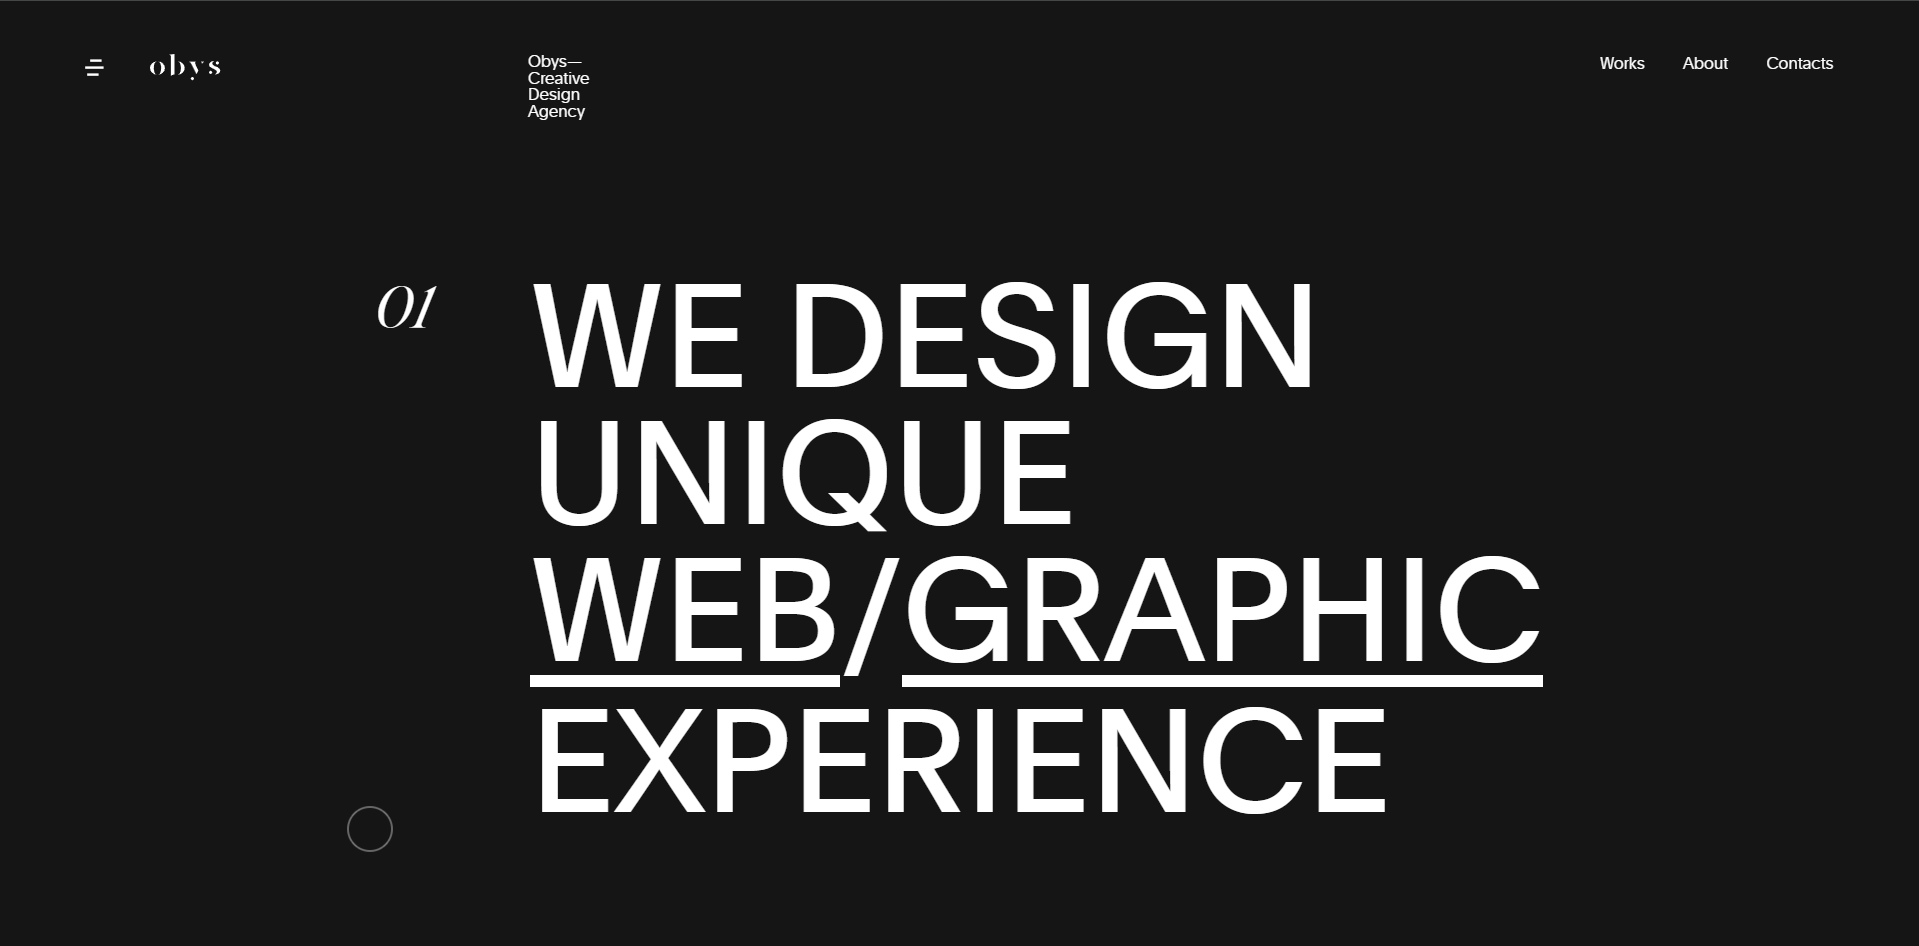 obys
Obys—
Creative
Design
Agency
Works
About
Contacts
01
WE DESIGN
UNIQUE
WEB/GRAPHIC
EXPERIENCE